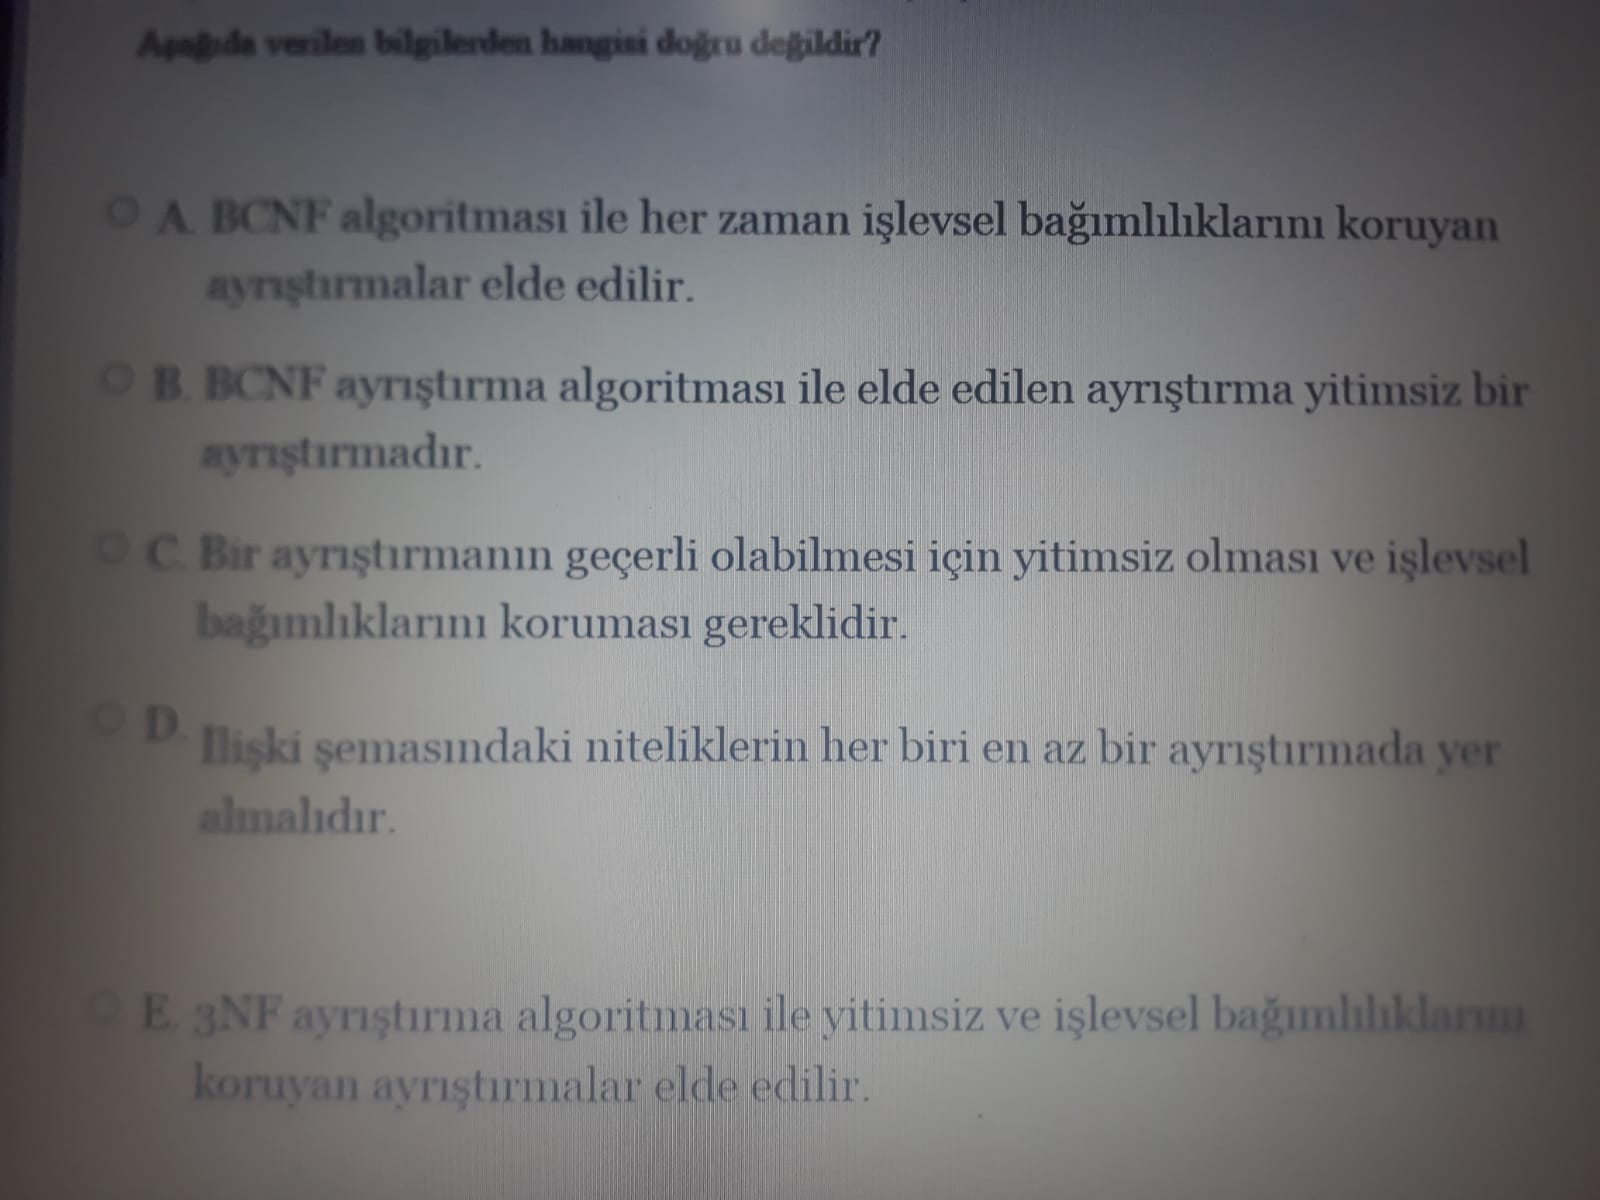 Aşağıda verilen bilgilerden hangisi doğru değildir?
A. BCNF algoritması ile her zaman işlevsel bağımlılıklarını koruyan
ayrıştırmalar elde edilir.
B. BCNF ayrıştırma algoritması ile elde edilen ayrıştırma yitimsiz bir
ayrıştırmadır.
C. Bir ayrıştırmanın geçerli olabilmesi için yitimsiz olması ve işlevsel
bağımlıklarını koruması gereklidir.
D. İlişki şemasındaki niteliklerin her biri en az bir ayrıştırmada yer
almalıdır.
E. 3NF ayrıştırma algoritması ile yitimsiz ve işlevsel bağımlılıklarını
koruyan ayrıştırmalar elde edilir.